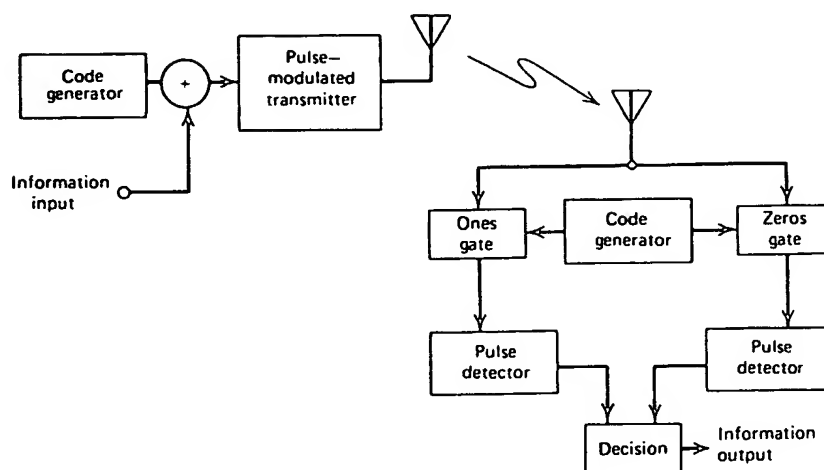 Code
generator
+
Pulse—
modulated
transmitter
Information
input
Ones
gate
Code
generator
Zeros
gate
Pulse
detector
Pulse
detector
Decision
Information
output